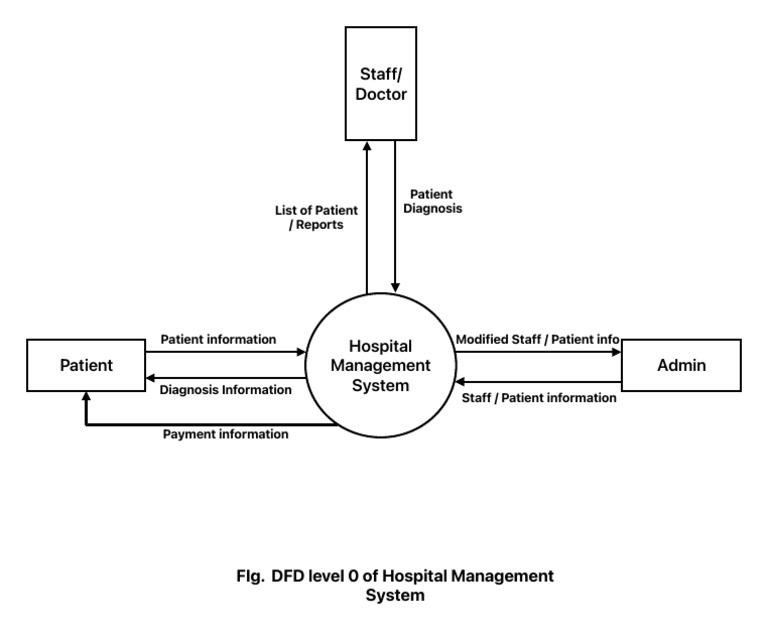 Staff/
Doctor
Patient
Diagnosis
List of Patient
/ Reports
Hospital
Management
System
Patient information
Modified Staff / Patient info
Patient
Admin
Diagnosis Information
Staff / Patient information
Payment information
FIg. DFD level 0 of Hospital Management
System